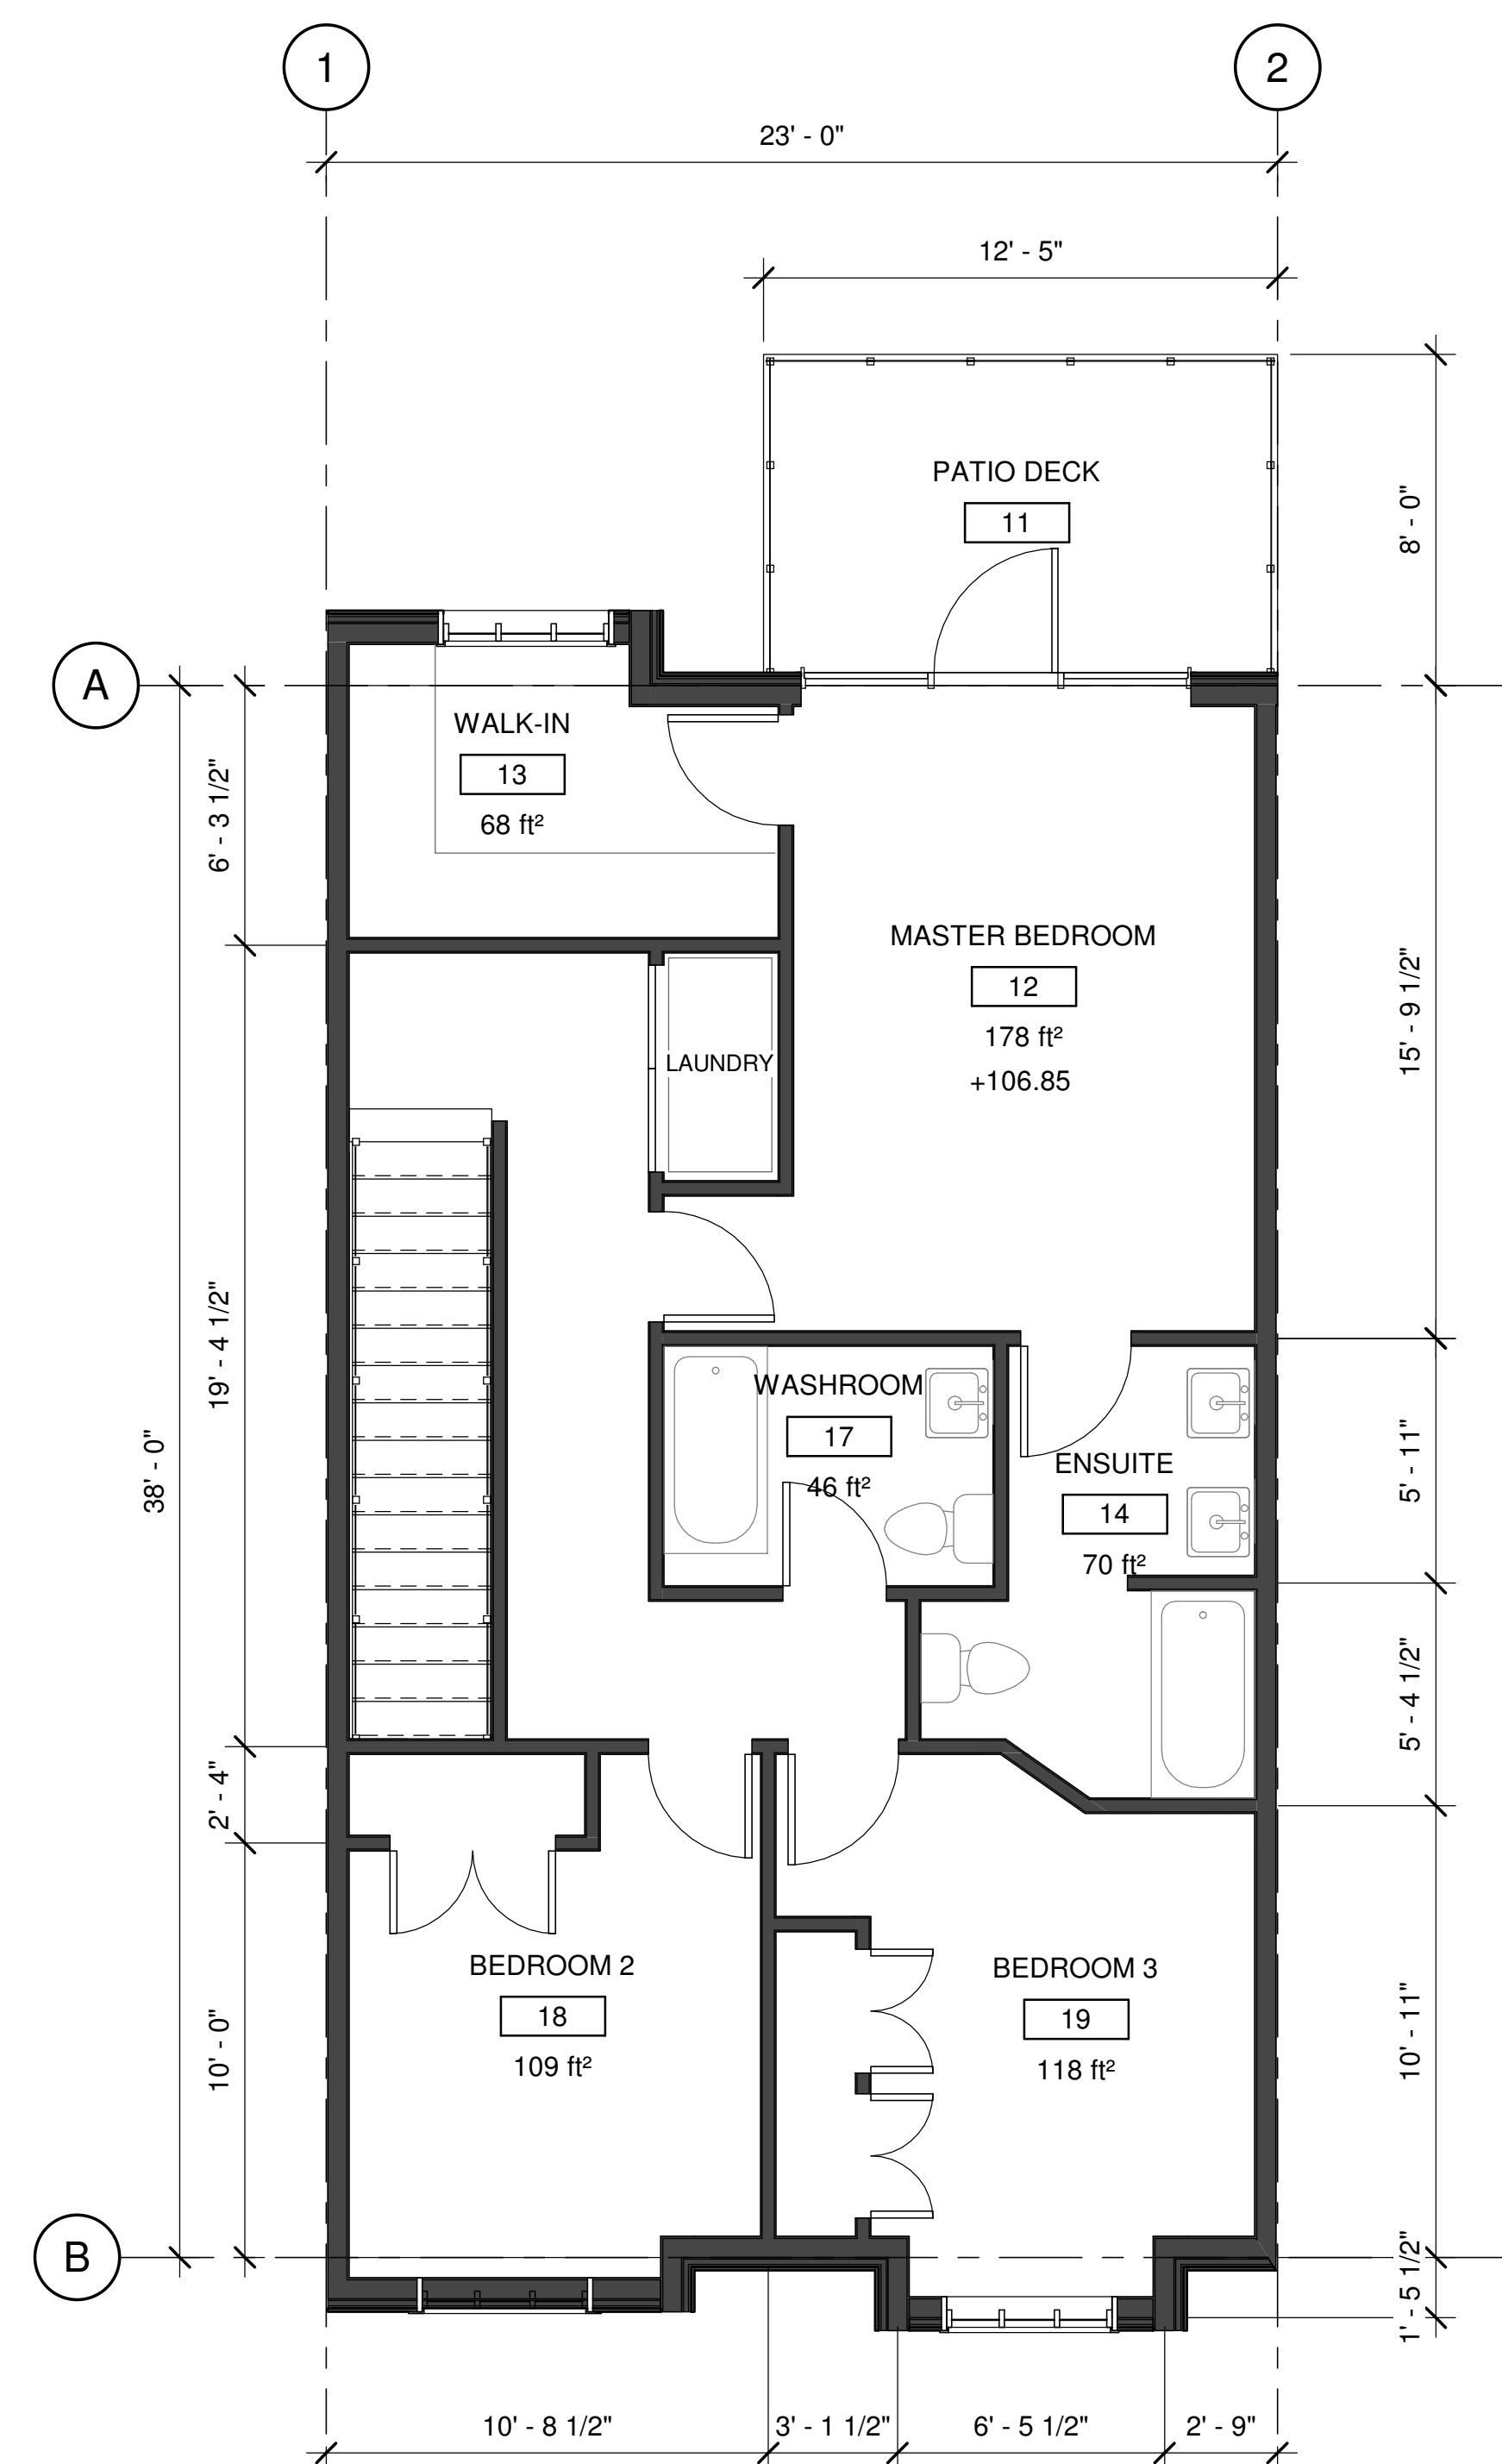 1
2
23' - 0"
12' - 5"
PATIO DECK
11
8' - 0"
A
WALK-IN
13
68 ft²
6' - 3 1/2"
MASTER BEDROOM
12
178 ft²
+106.85
15' - 9 1/2"
LAUNDRY
19' - 4 1/2"
38' - 0"
WASHROOM
17
46 ft²
ENSUITE
14
70 ft²
5' - 11"
5' - 4 1/2"
2' - 4"
BEDROOM 2
18
109 ft²
BEDROOM 3
19
118 ft²
10' - 0"
10' - 11"
B
1' - 5 1/2"
10' - 8 1/2"
3' - 1 1/2"
6' - 5 1/2"
2' - 9"